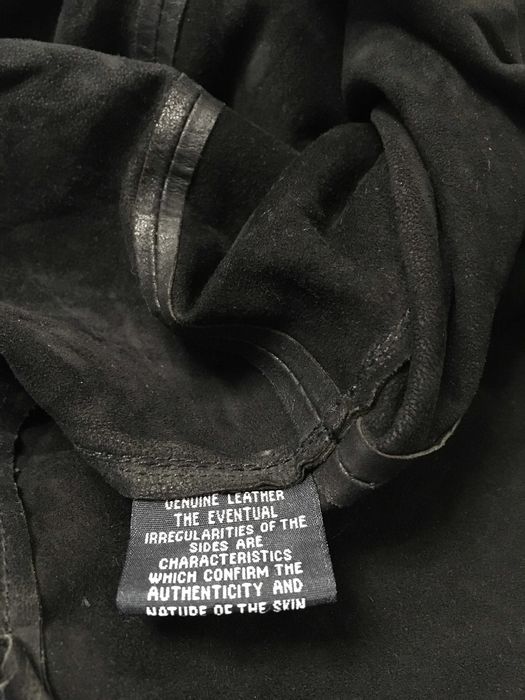 GENUINE LEATHER
THE EVENTUAL
IRREGULARITIES OF THE
SIDES ARE
CHARACTERISTICS
WHICH CONFIRM THE
AUTHENTICITY AND
NATURE OF THE SKIN